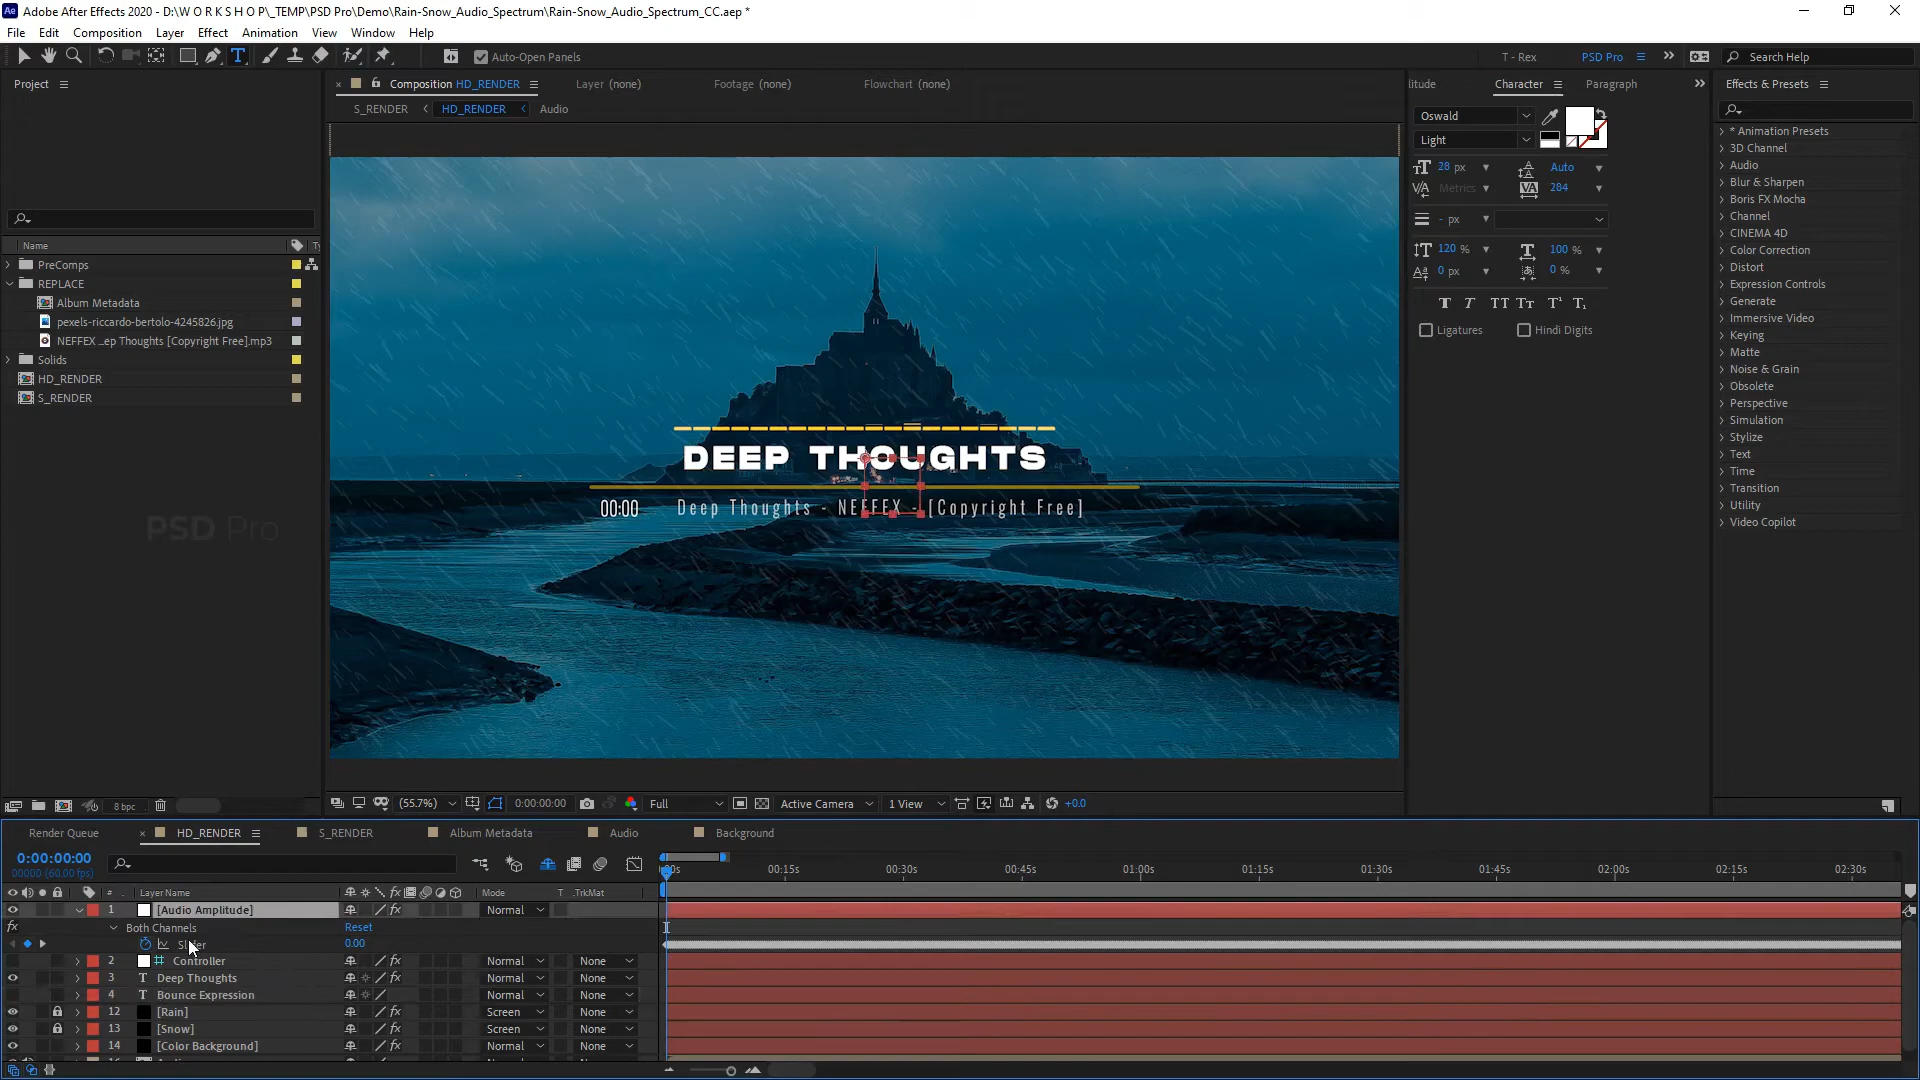 Adobe After Effects 2020 - D:\W O R K S H O P\_TEMP\PSD Pro\Demo\Rain-Snow_Audio_Spectrum\Rain-Snow_Audio_Spectrum_CC.aep *
File Edit Composition Layer Effect Animation View Window Help
Auto-Open Panels T - Rex PSD Pro Search Help
Project Composition HD_RENDER Layer (none) Footage (none) Flowchart (none) litude Character Paragraph Effects & Presets
S_RENDER HD_RENDER Audio
Oswald
Light
28 px Auto
Metrics 284
- px
120 % 100 %
0 px 0 %
Ligatures Hindi Digits
* Animation Presets
3D Channel
Audio
Blur & Sharpen
Boris FX Mocha
Channel
CINEMA 4D
Color Correction
Distort
Expression Controls
Generate
Immersive Video
Keying
Matte
Noise & Grain
Obsolete
Perspective
Simulation
Stylize
Text
Time
Transition
Utility
Video Copilot
Name Ty
PreComps
REPLACE
Album Metadata
pexels-riccardo-bertolo-4245826.jpg
NEFFEX ...ep Thoughts [Copyright Free].mp3
Solids
HD_RENDER
S_RENDER
PSD Pro
DEEP THOUGHTS
00:00 Deep Thoughts - NEFFEX - [Copyright Free]
8 bpc (55.7%) 0:00:00:00 Full Active Camera 1 View +0.0
Render Queue HD_RENDER S_RENDER Album Metadata Audio Background
0:00:00:00
00000 (60.00 fps)
00s 00:15s 00:30s 00:45s 01:00s 01:15s 01:30s 01:45s 02:00s 02:15s 02:30s
# Layer Name Mode T .TrkMat
1 [Audio Amplitude] Normal
Both Channels Reset
0.00
2 Controller Normal None
3 Deep Thoughts Normal None
4 Bounce Expression Normal None
12 [Rain] Screen None
13 [Snow] Screen None
14 [Color Background] Normal None